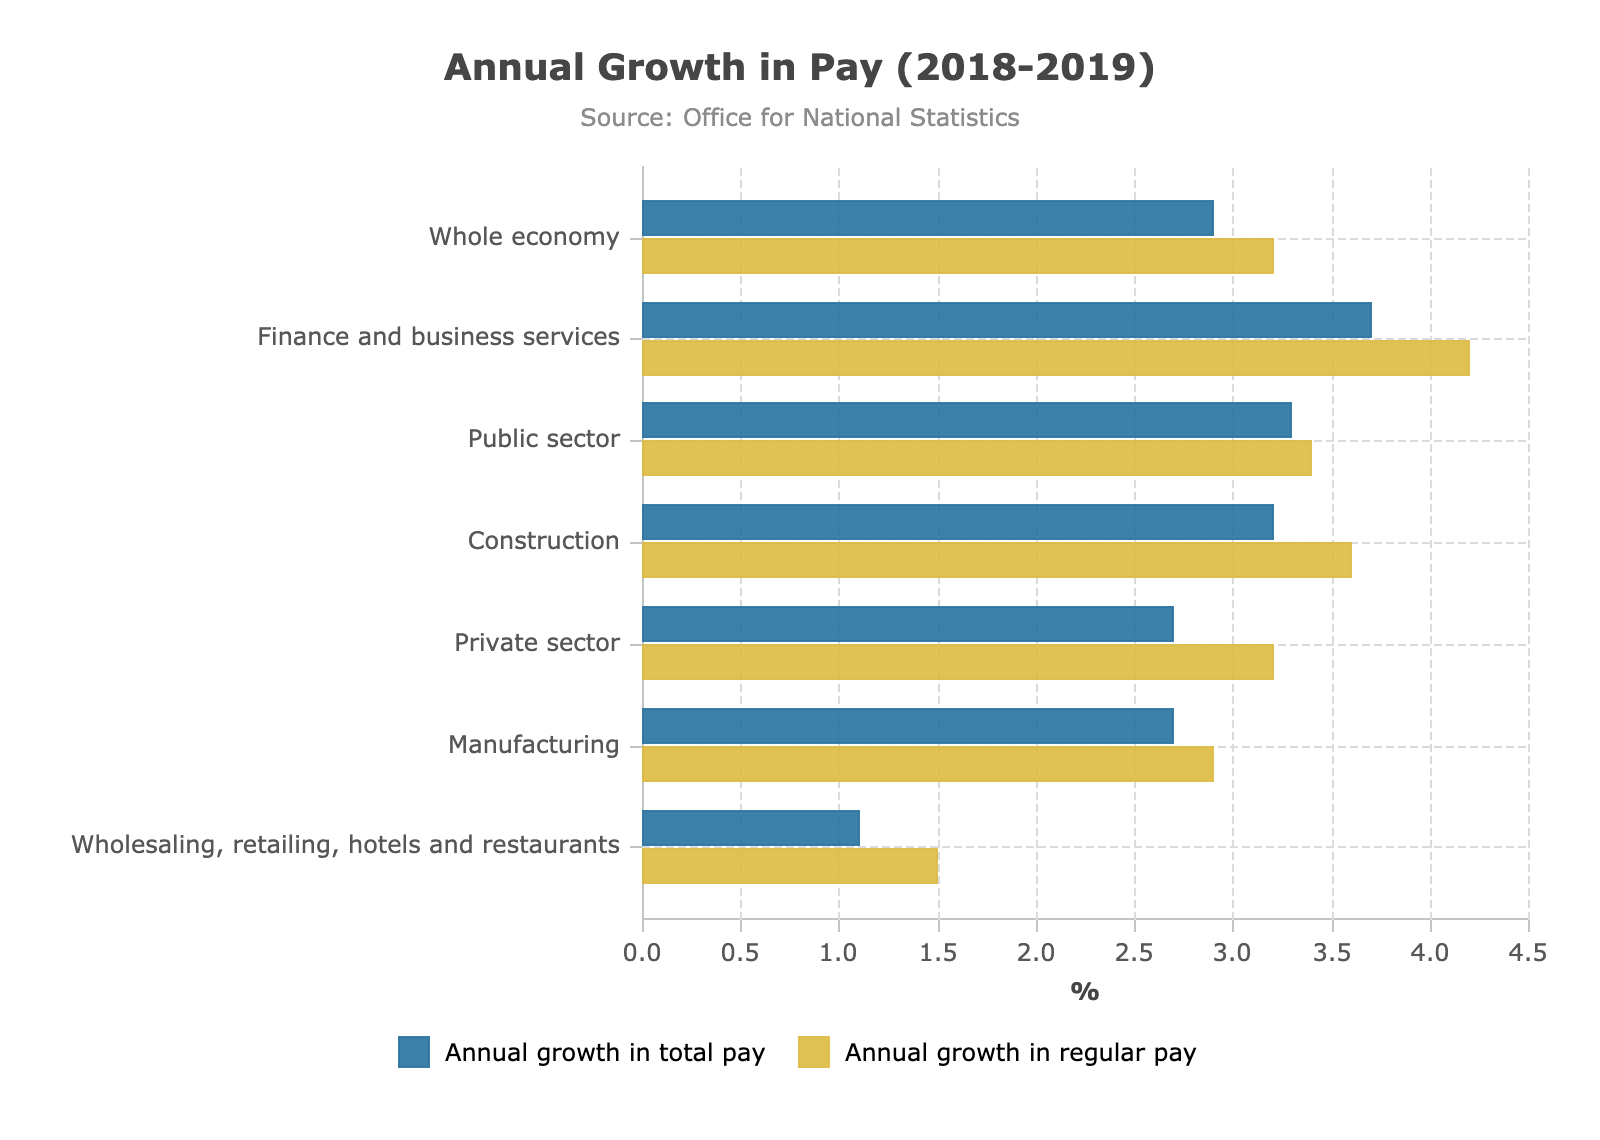 Annual Growth in Pay (2018-2019)
Source: Office for National Statistics
Whole economy
Finance and business services
Public sector
Construction
Private sector
Manufacturing
Wholesaling, retailing, hotels and restaurants
0.0 0.5 1.0 1.5 2.0 2.5 3.0 3.5 4.0 4.5
%
Annual growth in total pay Annual growth in regular pay